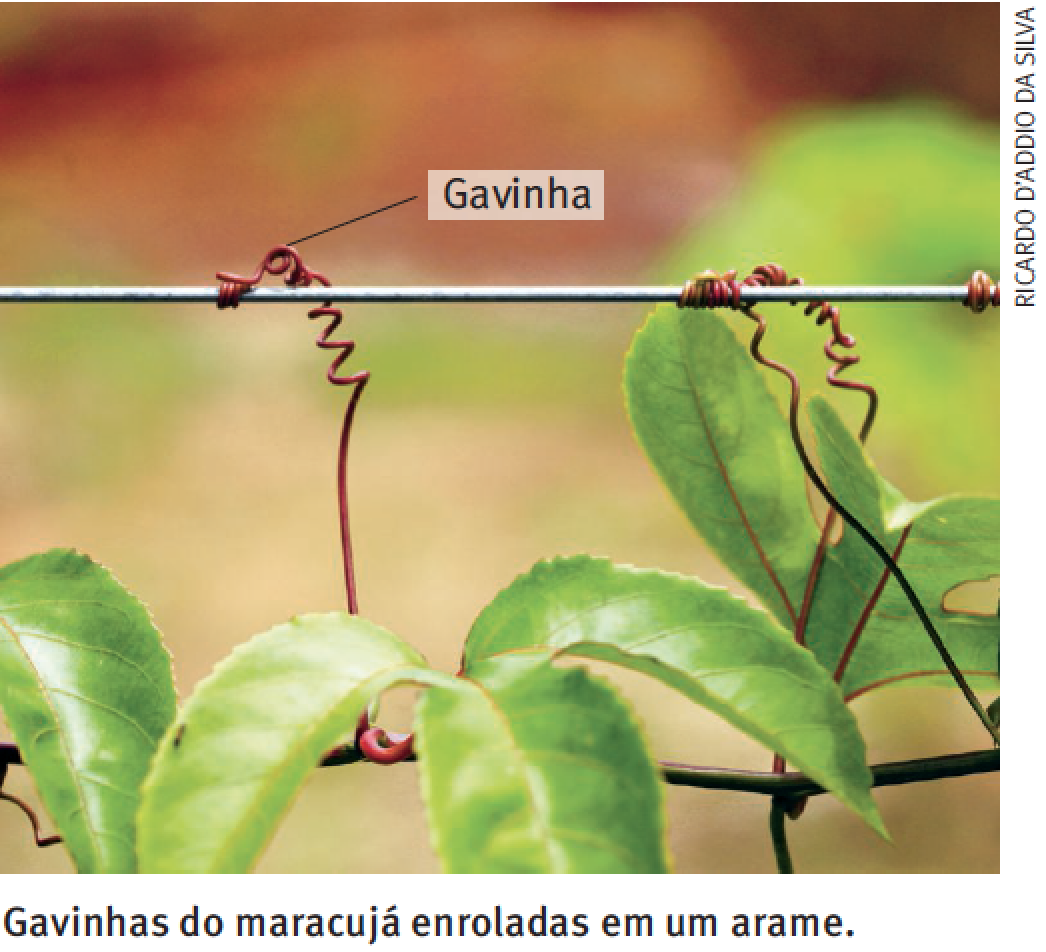 RICARDO D'ADDIO DA SILVA
Gavinha
Gavinhas do maracujá enroladas em um arame.